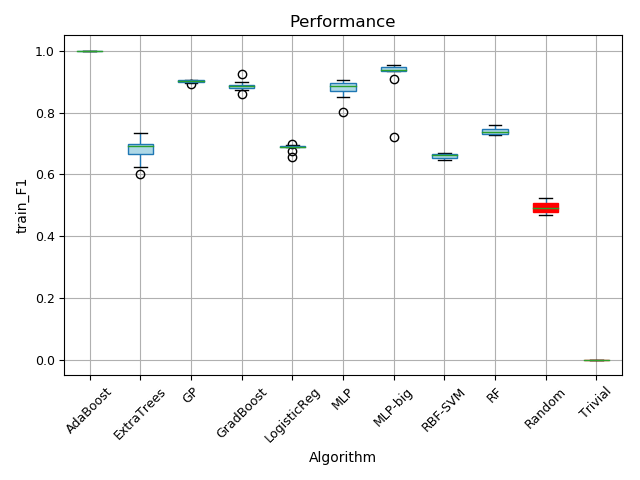 Performance
train_F1
1.0
0.8
0.6
0.4
0.2
0.0
AdaBoost
ExtraTrees
GP
GradBoost
LogisticReg
MLP
MLP-big
RBF-SVM
RF
Random
Trivial
Algorithm